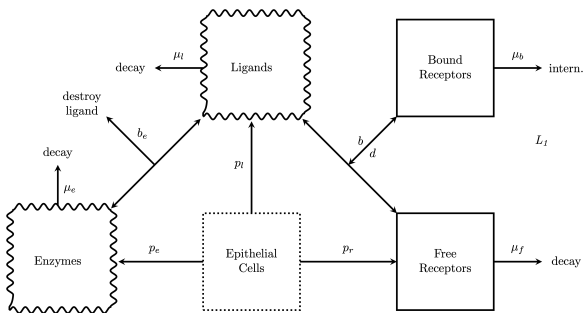 μ_l
decay
Ligands
Bound
Receptors
μ_b
intern.
destroy
ligand
b_e
b
d
L_1
decay
μ_e
p_l
Enzymes
p_e
Epithelial
Cells
p_r
Free
Receptors
μ_f
decay